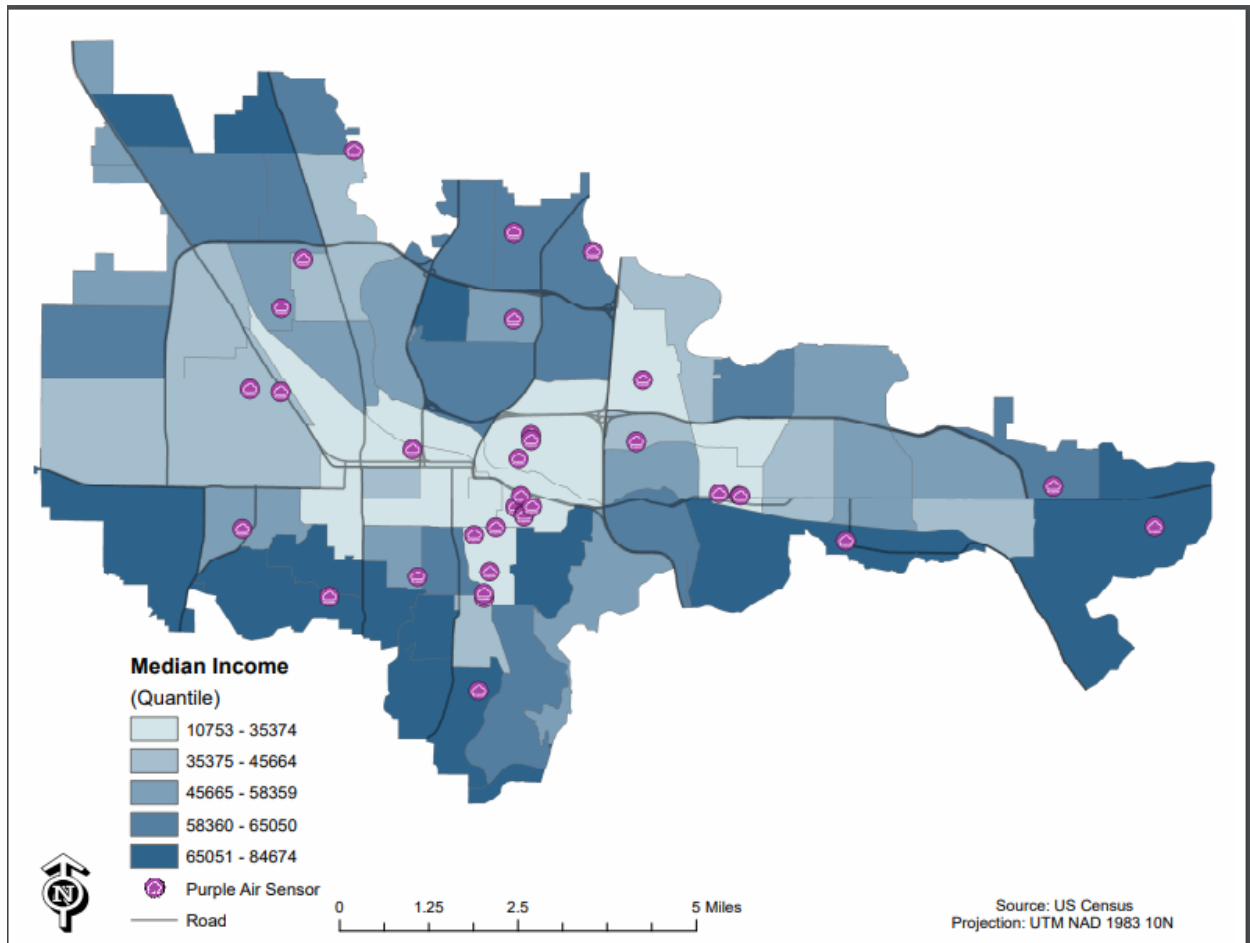 Median Income
(Quantile)
10753 - 35374
35375 - 45664
45665 - 58359
58360 - 65050
65051 - 84674
Purple Air Sensor
Road
N
0 1.25 2.5 5 Miles
Source: US Census
Projection: UTM NAD 1983 10N